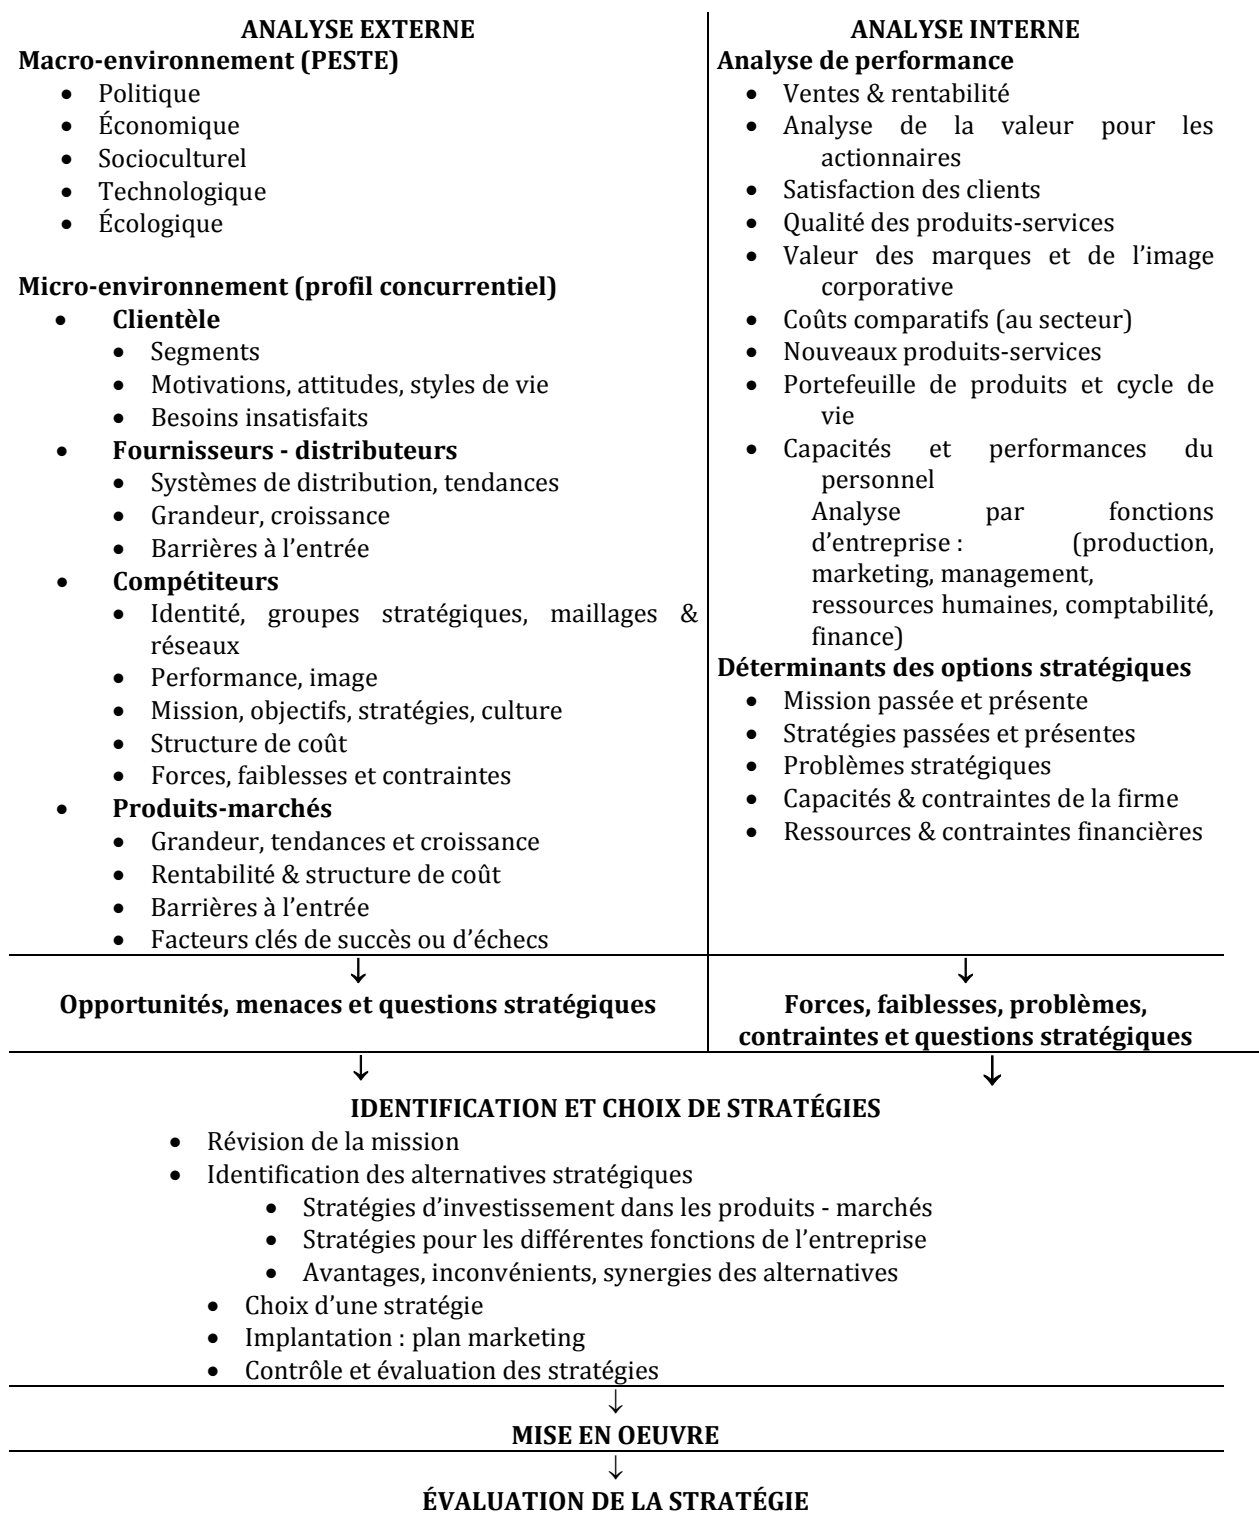 ANALYSE EXTERNE
Macro-environnement (PESTE)
• Politique
• Économique
• Socioculturel
• Technologique
• Écologique
Micro-environnement (profil concurrentiel)
• Clientèle
• Segments
• Motivations, attitudes, styles de vie
• Besoins insatisfaits
• Fournisseurs - distributeurs
• Systèmes de distribution, tendances
• Grandeur, croissance
• Barrières à l’entrée
• Compétiteurs
• Identité, groupes stratégiques, maillages &
réseaux
• Performance, image
• Mission, objectifs, stratégies, culture
• Structure de coût
• Forces, faiblesses et contraintes
• Produits-marchés
• Grandeur, tendances et croissance
• Rentabilité & structure de coût
• Barrières à l’entrée
• Facteurs clés de succès ou d’échecs
↓
Opportunités, menaces et questions stratégiques
↓
ANALYSE INTERNE
Analyse de performance
• Ventes & rentabilité
• Analyse de la valeur pour les
actionnaires
• Satisfaction des clients
• Qualité des produits-services
• Valeur des marques et de l’image
corporative
• Coûts comparatifs (au secteur)
• Nouveaux produits-services
• Portefeuille de produits et cycle de
vie
• Capacités et performances du
personnel
Analyse par fonctions
d’entreprise : (production,
marketing, management,
ressources humaines, comptabilité,
finance)
Déterminants des options stratégiques
• Mission passée et présente
• Stratégies passées et présentes
• Problèmes stratégiques
• Capacités & contraintes de la firme
• Ressources & contraintes financières
↓
Forces, faiblesses, problèmes,
contraintes et questions stratégiques
↓
IDENTIFICATION ET CHOIX DE STRATÉGIES
• Révision de la mission
• Identification des alternatives stratégiques
• Stratégies d’investissement dans les produits - marchés
• Stratégies pour les différentes fonctions de l’entreprise
• Avantages, inconvénients, synergies des alternatives
• Choix d’une stratégie
• Implantation : plan marketing
• Contrôle et évaluation des stratégies
↓
MISE EN OEUVRE
↓
ÉVALUATION DE LA STRATÉGIE